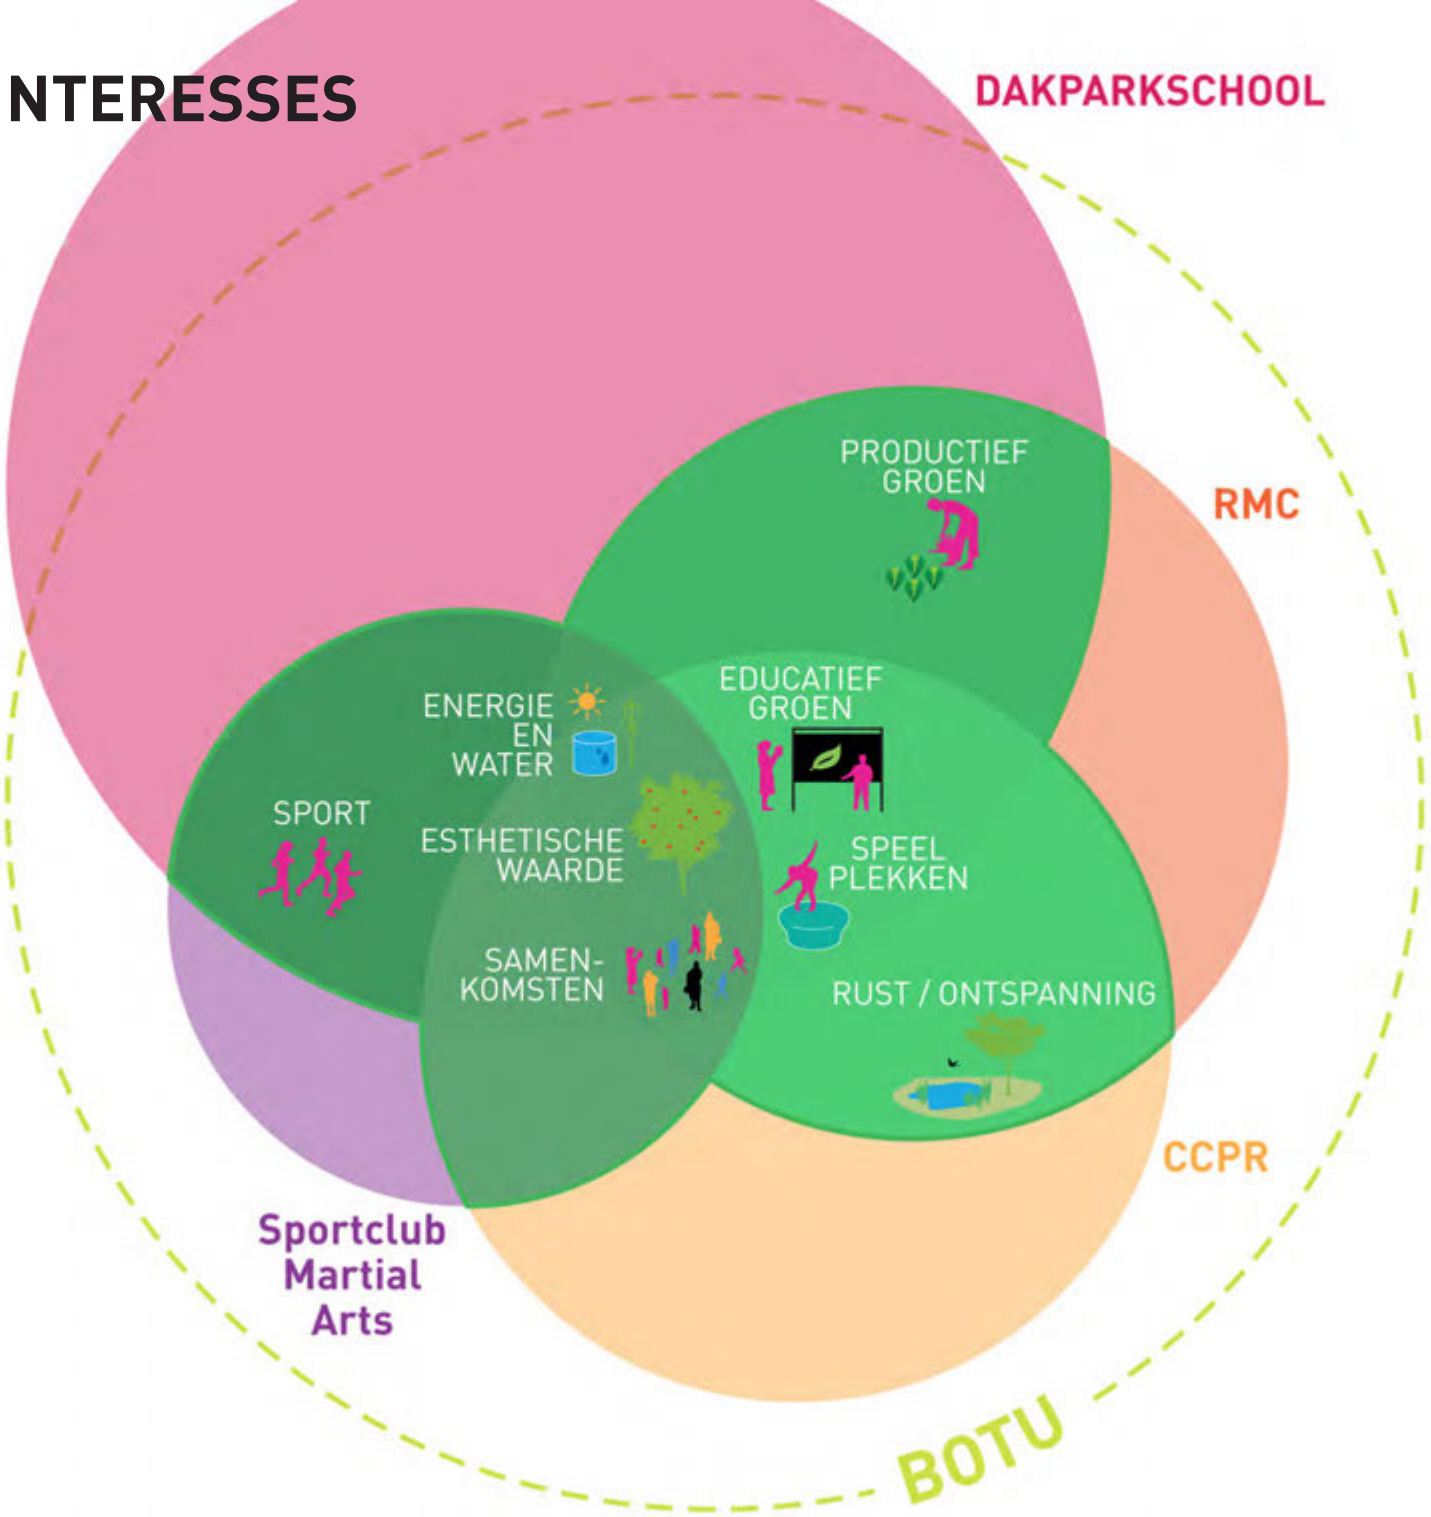 NTERESSES
DAKPARKSCHOOL
PRODUCTIEF
GROEN
RMC
EDUCATIEF
GROEN
ENERGIE
EN
WATER
SPORT
ESTHETISCHE
WAARDE
SPEEL
PLEKKEN
SAMEN-
KOMSTEN
RUST / ONTSPANNING
CCPR
Sportclub
Martial
Arts
BOTU